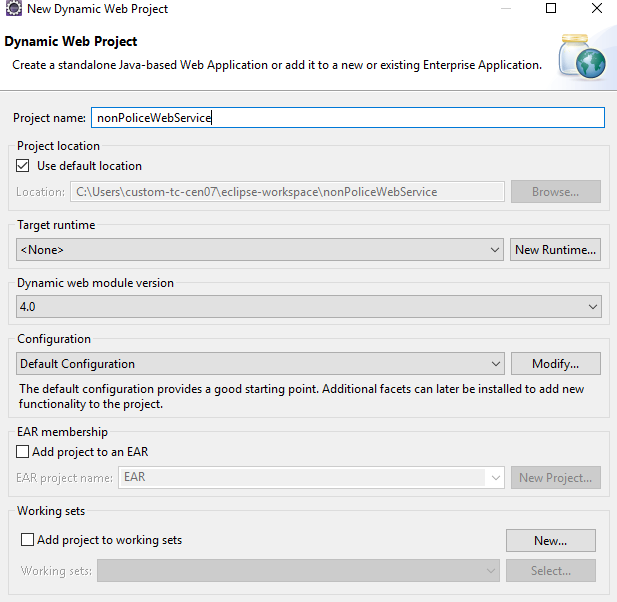 New Dynamic Web Project
Dynamic Web Project
Create a standalone Java-based Web Application or add it to a new or existing Enterprise Application.
Project name: nonPoliceWebService
Project location
Use default location
Location: C:\Users\custom-tc-cen07\eclipse-workspace\nonPoliceWebService Browse...
Target runtime
<None> New Runtime...
Dynamic web module version
4.0
Configuration
Default Configuration Modify...
The default configuration provides a good starting point. Additional facets can later be installed to add new
functionality to the project.
EAR membership
Add project to an EAR
EAR project name: EAR New Project...
Working sets
Add project to working sets New...
Working sets: Select...